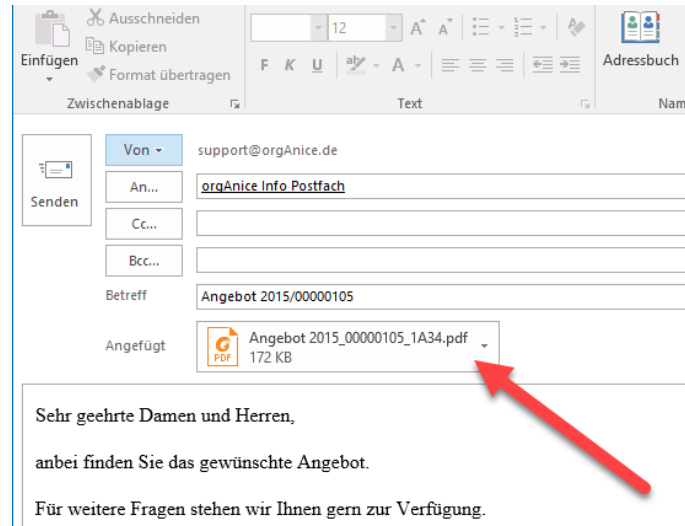 Ausschneiden
Kopieren
Format übertragen
Einfügen
Zwischenablage
12
A A
F K U aby A
Text
Adressbuch
Nam
Senden
Von support@orgAnice.de
An... orgAnice Info Postfach
Cc...
Bcc...
Betreff Angebot 2015/00000105
Angefügt
PDF
Angebot 2015_00000105_1A34.pdf
172 KB
Sehr geehrte Damen und Herren,
anbei finden Sie das gewünschte Angebot.
Für weitere Fragen stehen wir Ihnen gern zur Verfügung.